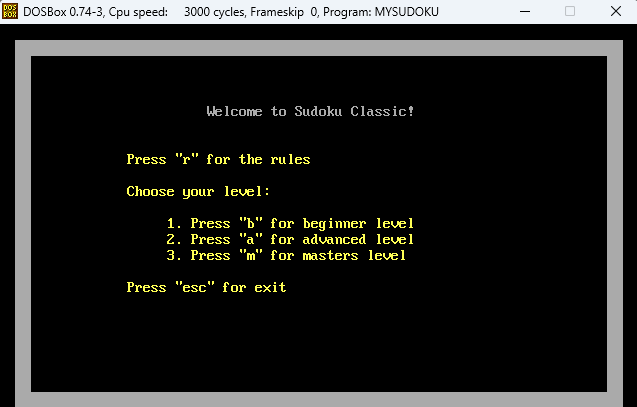 DOS BOX
DOSBox 0.74-3, Cpu speed: 3000 cycles, Frameskip 0, Program: MYSUDOKU
Welcome to Sudoku Classic!
Press "r" for the rules
Choose your level:
1. Press "b" for beginner level
2. Press "a" for advanced level
3. Press "m" for masters level
Press "esc" for exit